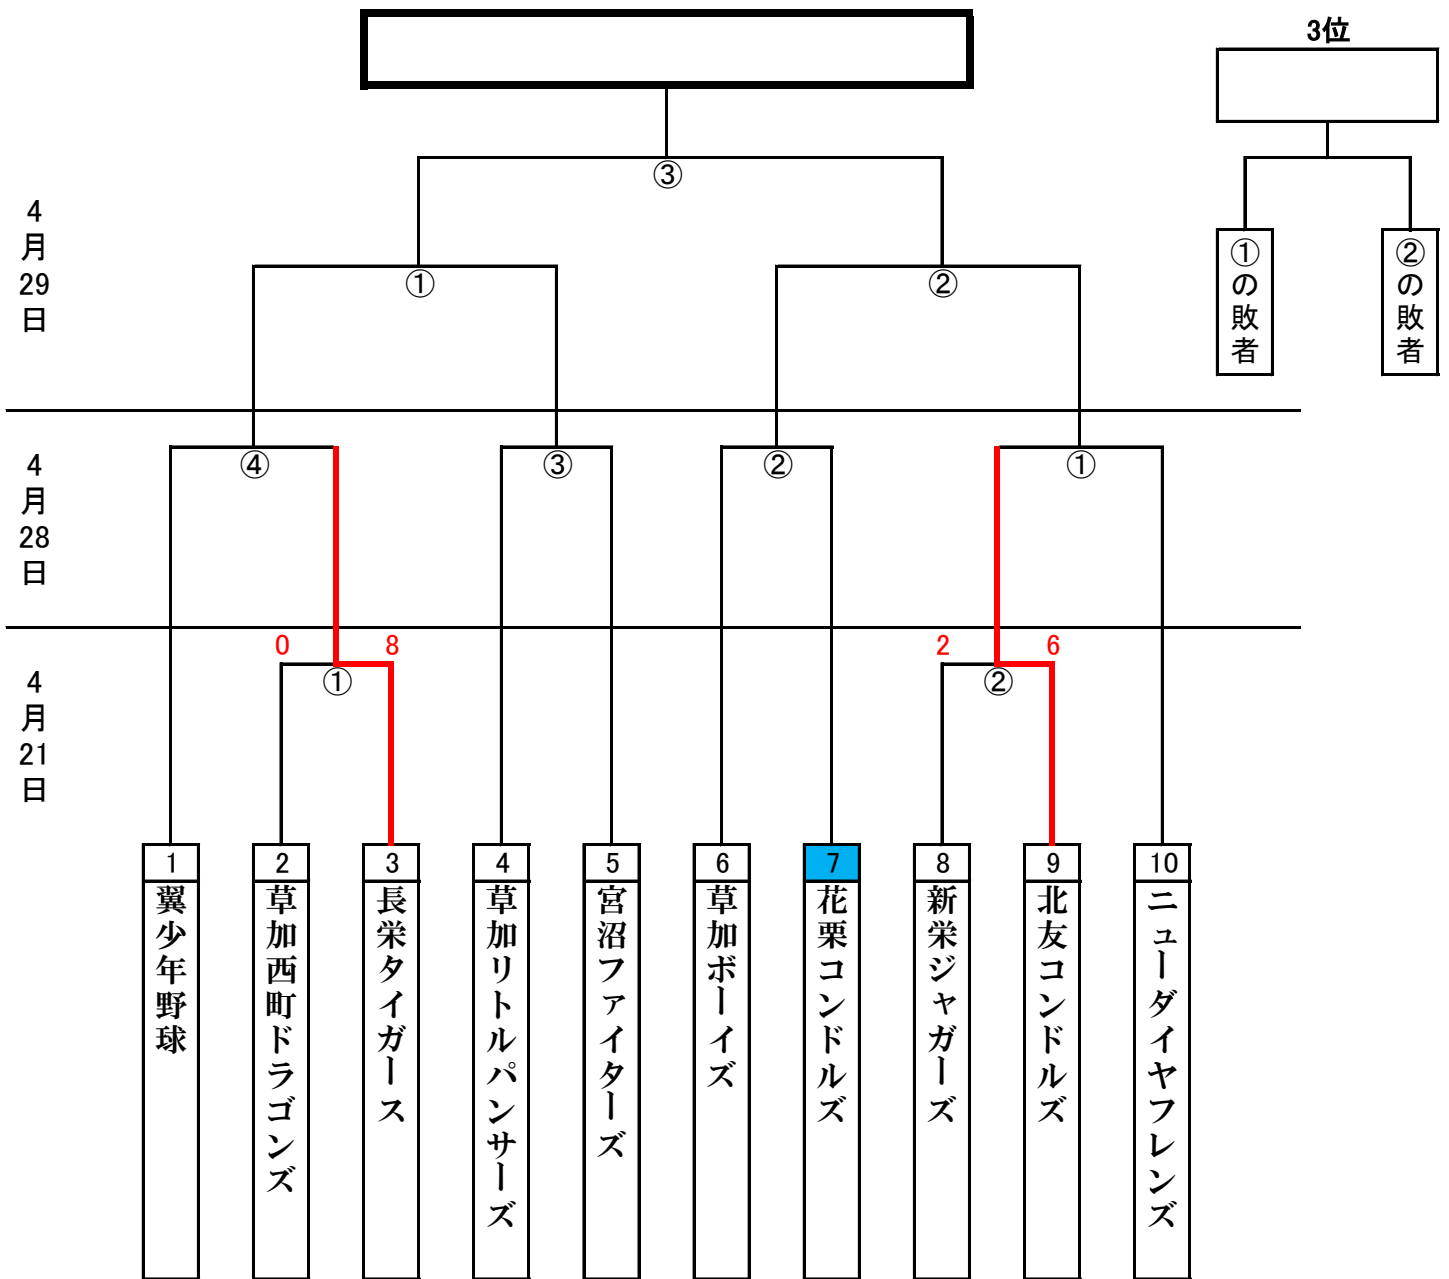 3位
③
4月29日
①
②
①の敗者
②の敗者
4月28日
④
③
②
①
4月21日
0
8
①
2
6
②
1
2
3
4
5
6
7
8
9
10
翼少年野球
草加西町ドラゴンズ
長栄タイガース
草加リトルパンサーズ
宮沼ファイターズ
草加ボーイズ
花栗コンドルズ
新栄ジャガーズ
北友コンドルズ
ニューダイヤフレンズ